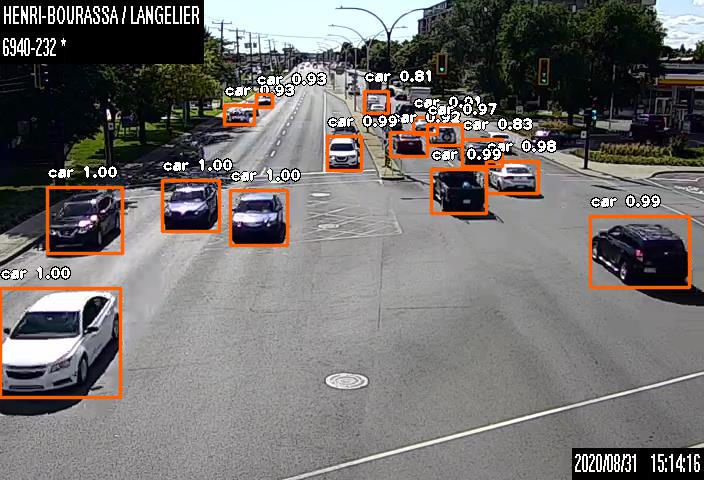 HENRI-BOURASSA / LANGELIER
6940-232 *
car 0.93
car 0.93
car 0.81
car 0.97
car 0.99
car 0.92
car 0.83
car 0.98
car 0.99
car 1.00
car 1.00
car 1.00
car 0.99
car 1.00
2020/08/31 15:14:16